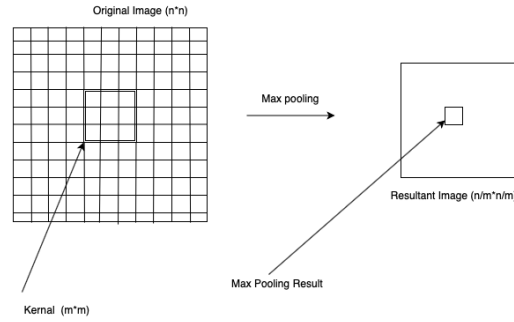 Original Image (n*n)
Max pooling
Resultant Image (n/m*n/m)
Max Pooling Result
Kernal (m*m)